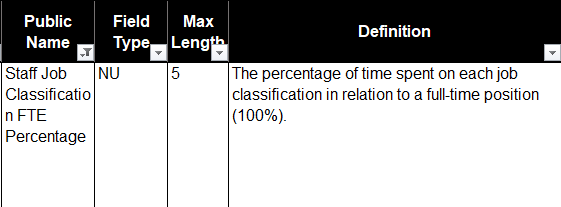 Public Name
Field Type
Max Length
Definition
Staff Job
Classificatio
n FTE
Percentage
NU
5
The percentage of time spent on each job
classification in relation to a full-time position
(100%).